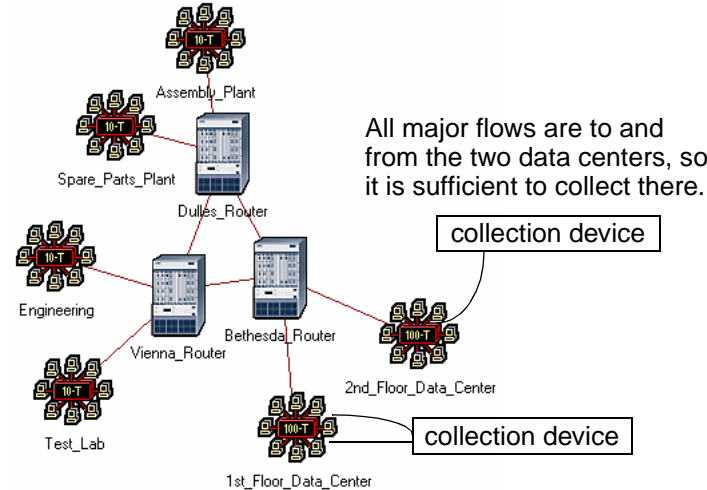 10-T
Assembly_Plant
10-T
Spare_Parts_Plant
Dulles_Router
All major flows are to and
from the two data centers, so
it is sufficient to collect there.
collection device
10-T
Engineering
Vienna_Router
Bethesda_Router
100-T
2nd_Floor_Data_Center
10-T
Test_Lab
100-T
1st_Floor_Data_Center
collection device